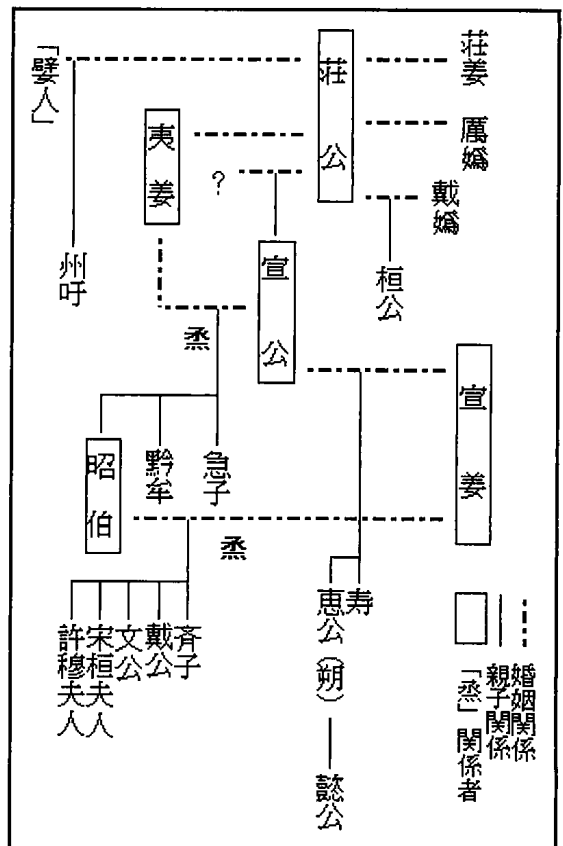 荘姜
厲嬀
戴嬀
荘公
桓公
？
夷姜
「嬖人」
州吁
宣公
烝
宣姜
急子
黔牟
昭伯
烝
寿
恵公（朔）
懿公
斉子
戴公
文公
宋桓夫人
許穆夫人
婚姻関係
親子関係
「烝」関係者